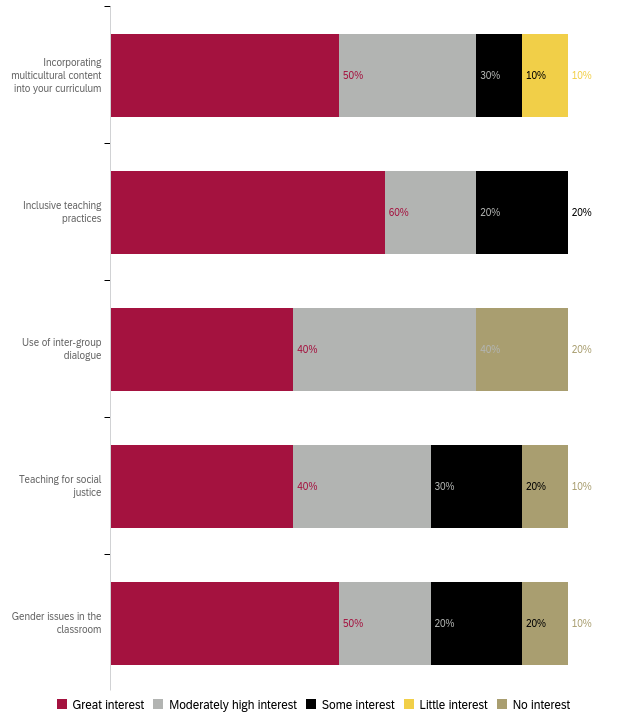 Incorporating
multicultural content
into your curriculum
50%
30%
10%
10%
Inclusive teaching
practices
60%
20%
20%
Use of inter-group
dialogue
40%
40%
20%
Teaching for social
justice
40%
30%
20%
10%
Gender issues in the
classroom
50%
20%
20%
10%
Great interest
Moderately high interest
Some interest
Little interest
No interest